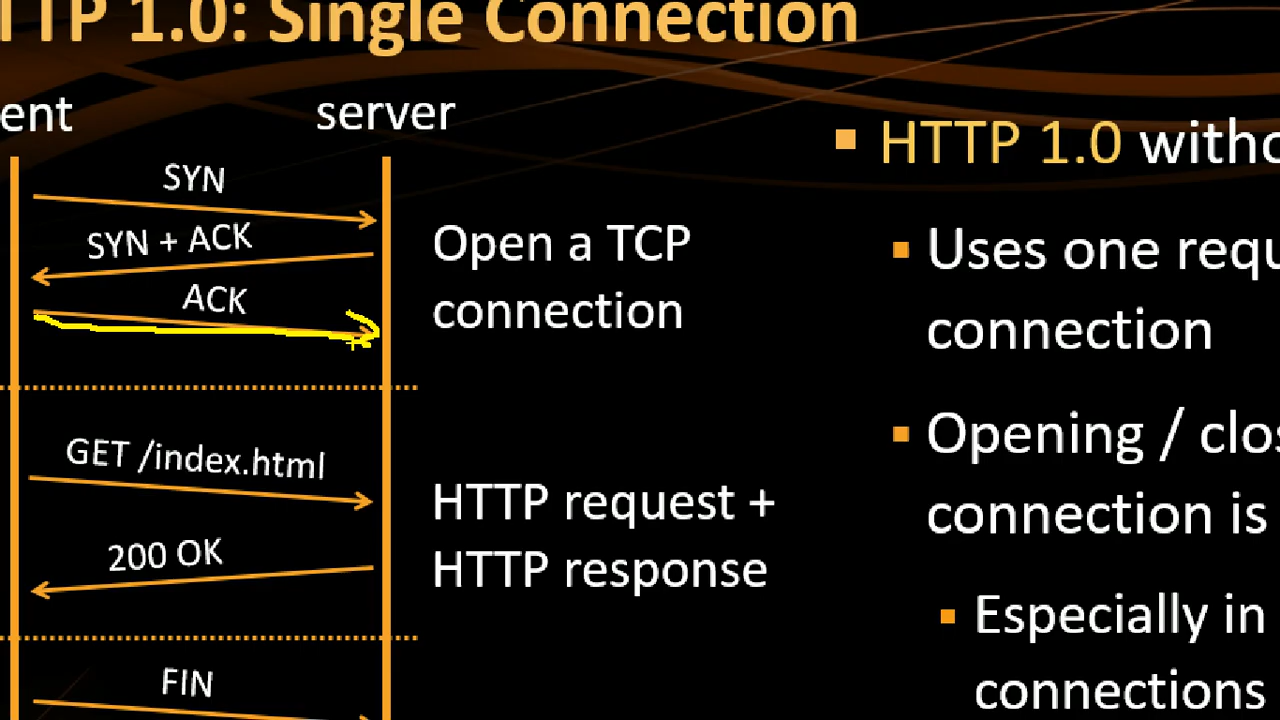 TTP 1.0: Single Connection
ent
server
SYN
SYN + ACK
ACK
Open a TCP
connection
GET /index.html
200 OK
HTTP request +
HTTP response
FIN
HTTP 1.0 witho
Uses one requ
connection
Opening / clos
connection is
Especially in
connections